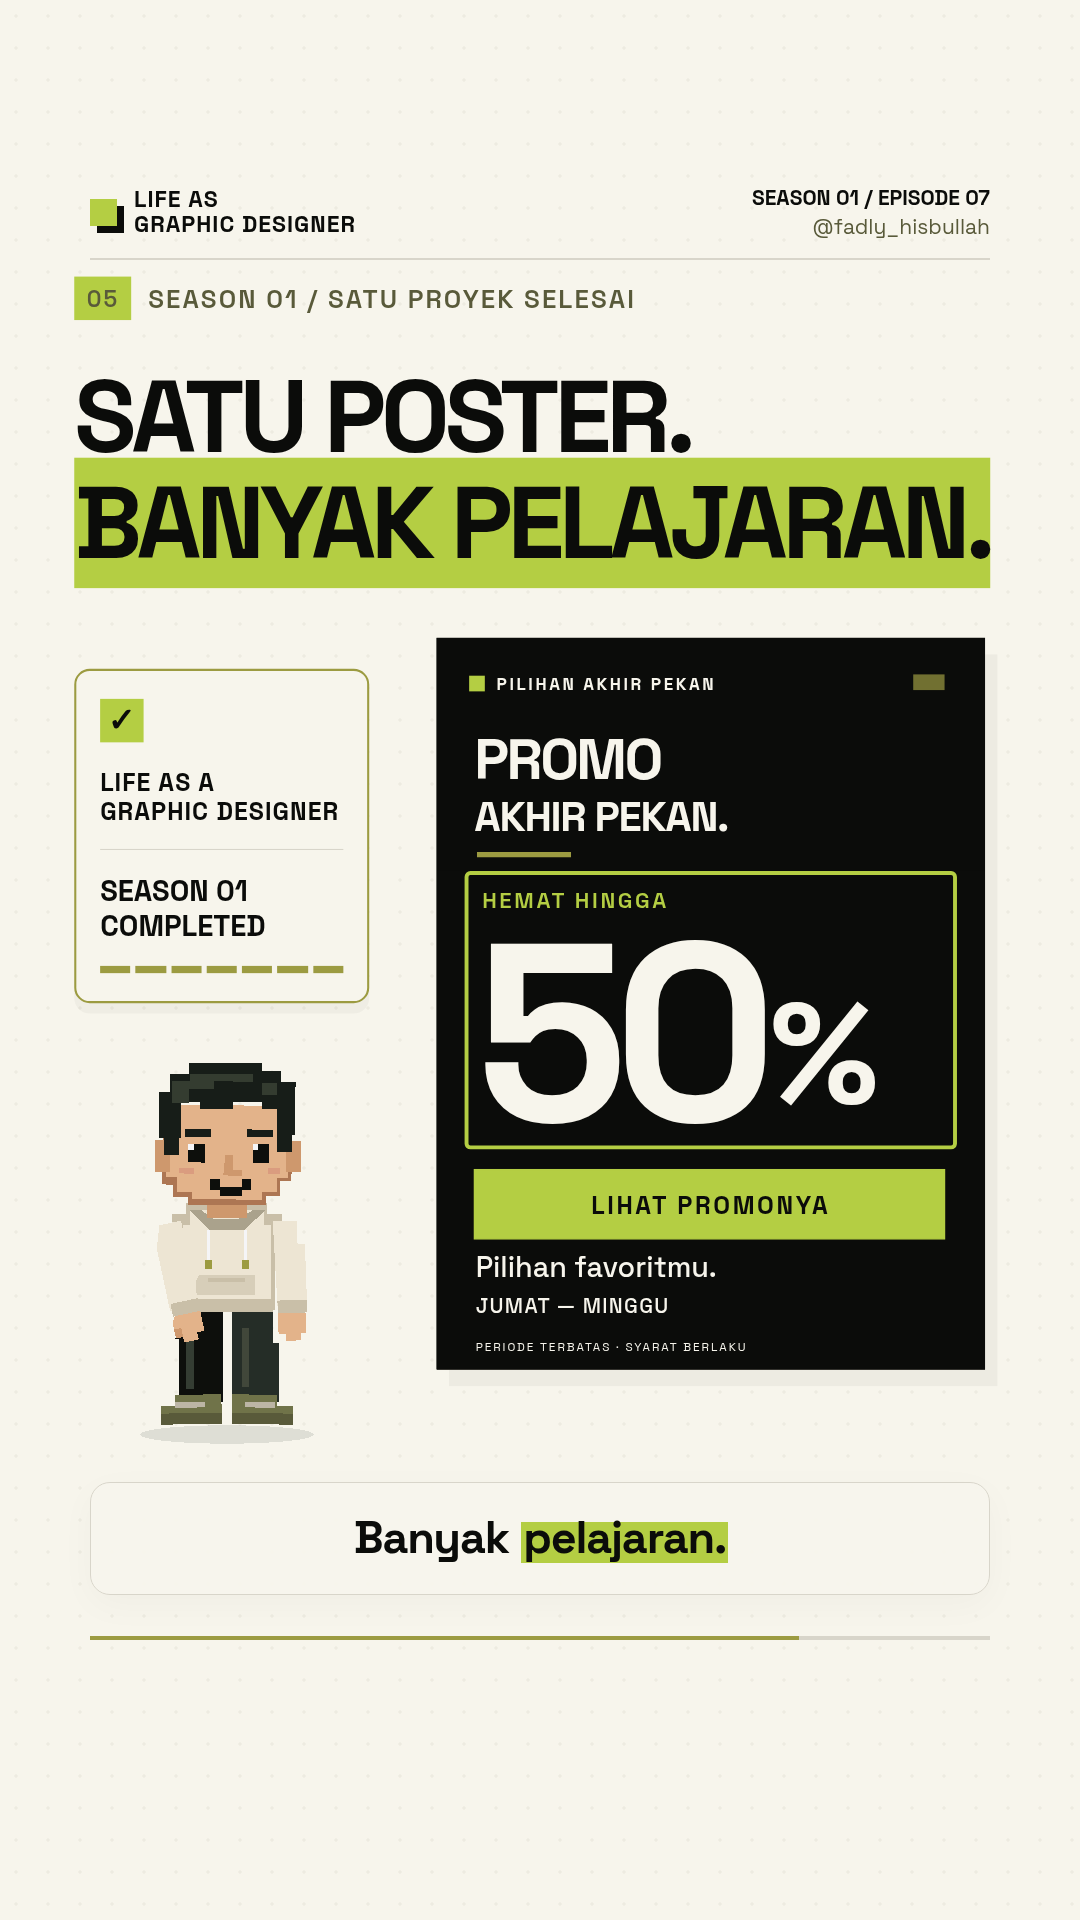 LIFE AS
GRAPHIC DESIGNER
SEASON 01 / EPISODE 07
@fadly_hisbullah
05 SEASON 01 / SATU PROYEK SELESAI
SATU POSTER.
BANYAK PELAJARAN.
✓
LIFE AS A
GRAPHIC DESIGNER
SEASON 01
COMPLETED
PILIHAN AKHIR PEKAN
PROMO
AKHIR PEKAN.
HEMAT HINGGA
50%
LIHAT PROMONYA
Pilihan favoritmu.
JUMAT — MINGGU
PERIODE TERBATAS · SYARAT BERLAKU
Banyak pelajaran.